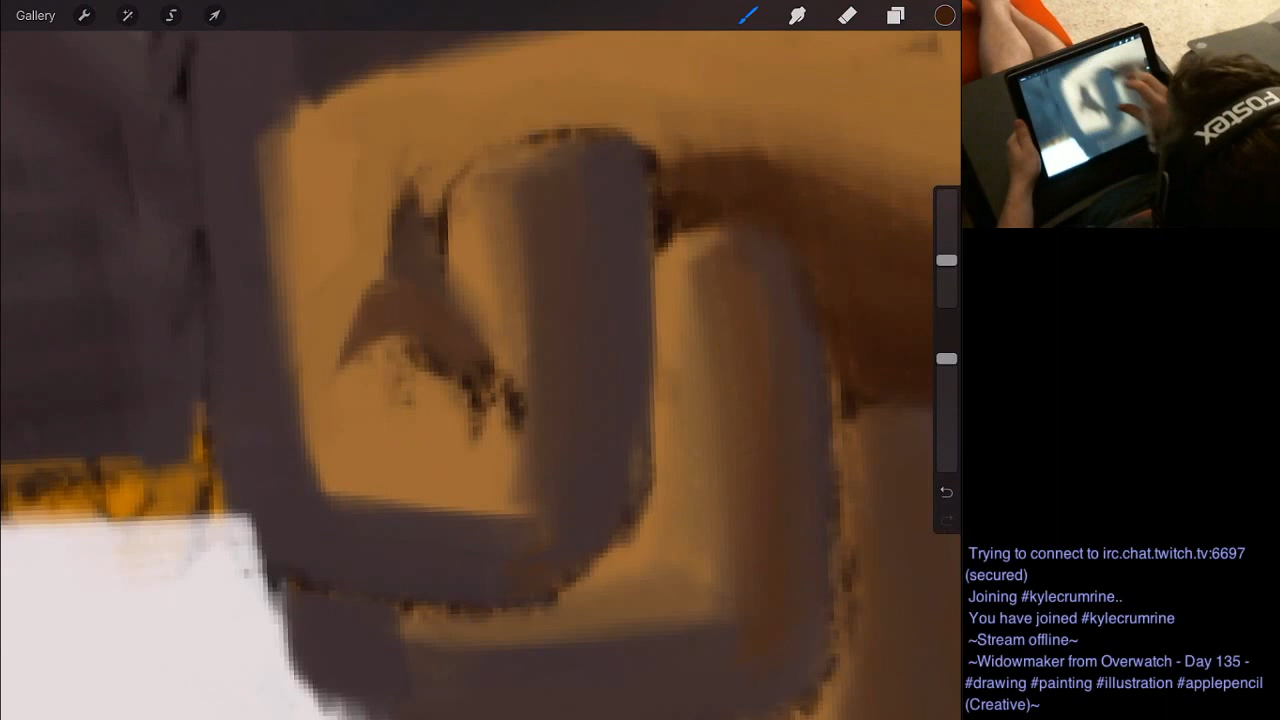 Gallery
FOSTEX
Trying to connect to irc.chat.twitch.tv:6697
(secured)
Joining #kylecrumrine..
You have joined #kylecrumrine
~Stream offline~
~Widowmaker from Overwatch - Day 135 -
#drawing #painting #illustration #applepencil
(Creative)~